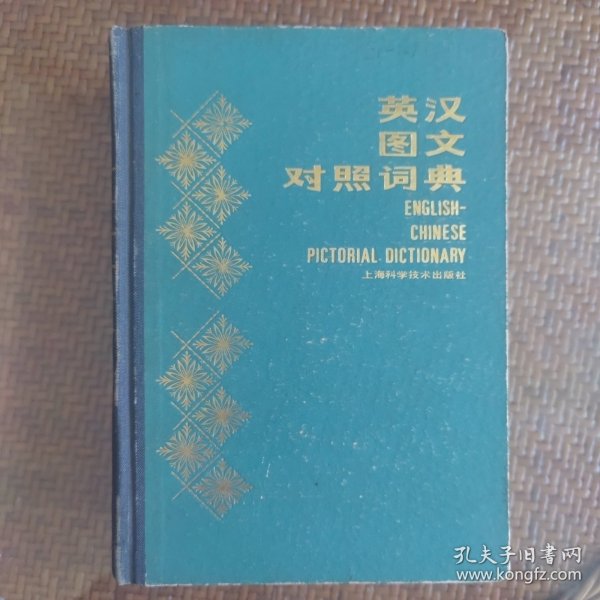 英汉
图文
对照词典
ENGLISH-
CHINESE
PICTORIAL DICTIONARY
上海科学技术出版社
孔夫子旧书网
www.kongfz.com